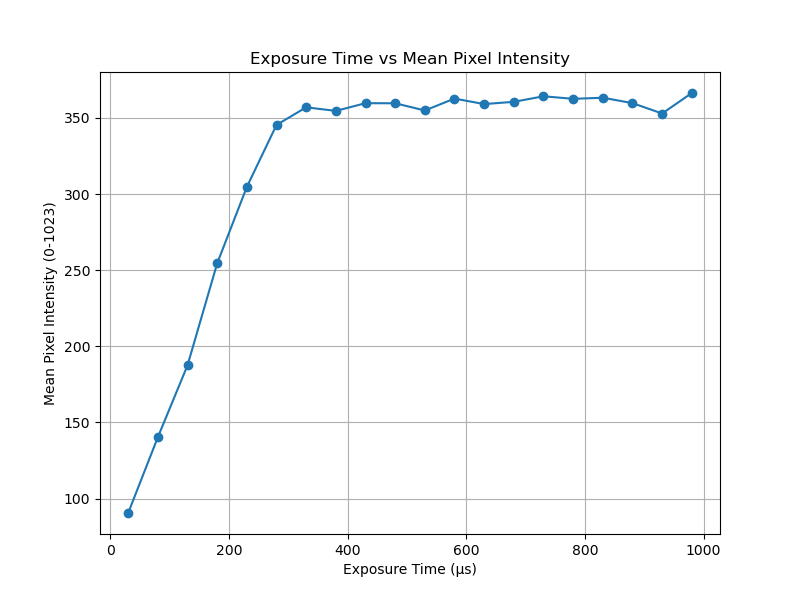 Exposure Time vs Mean Pixel Intensity
Mean Pixel Intensity (0-1023)
350
300
250
200
150
100
0 200 400 600 800 1000
Exposure Time (μs)